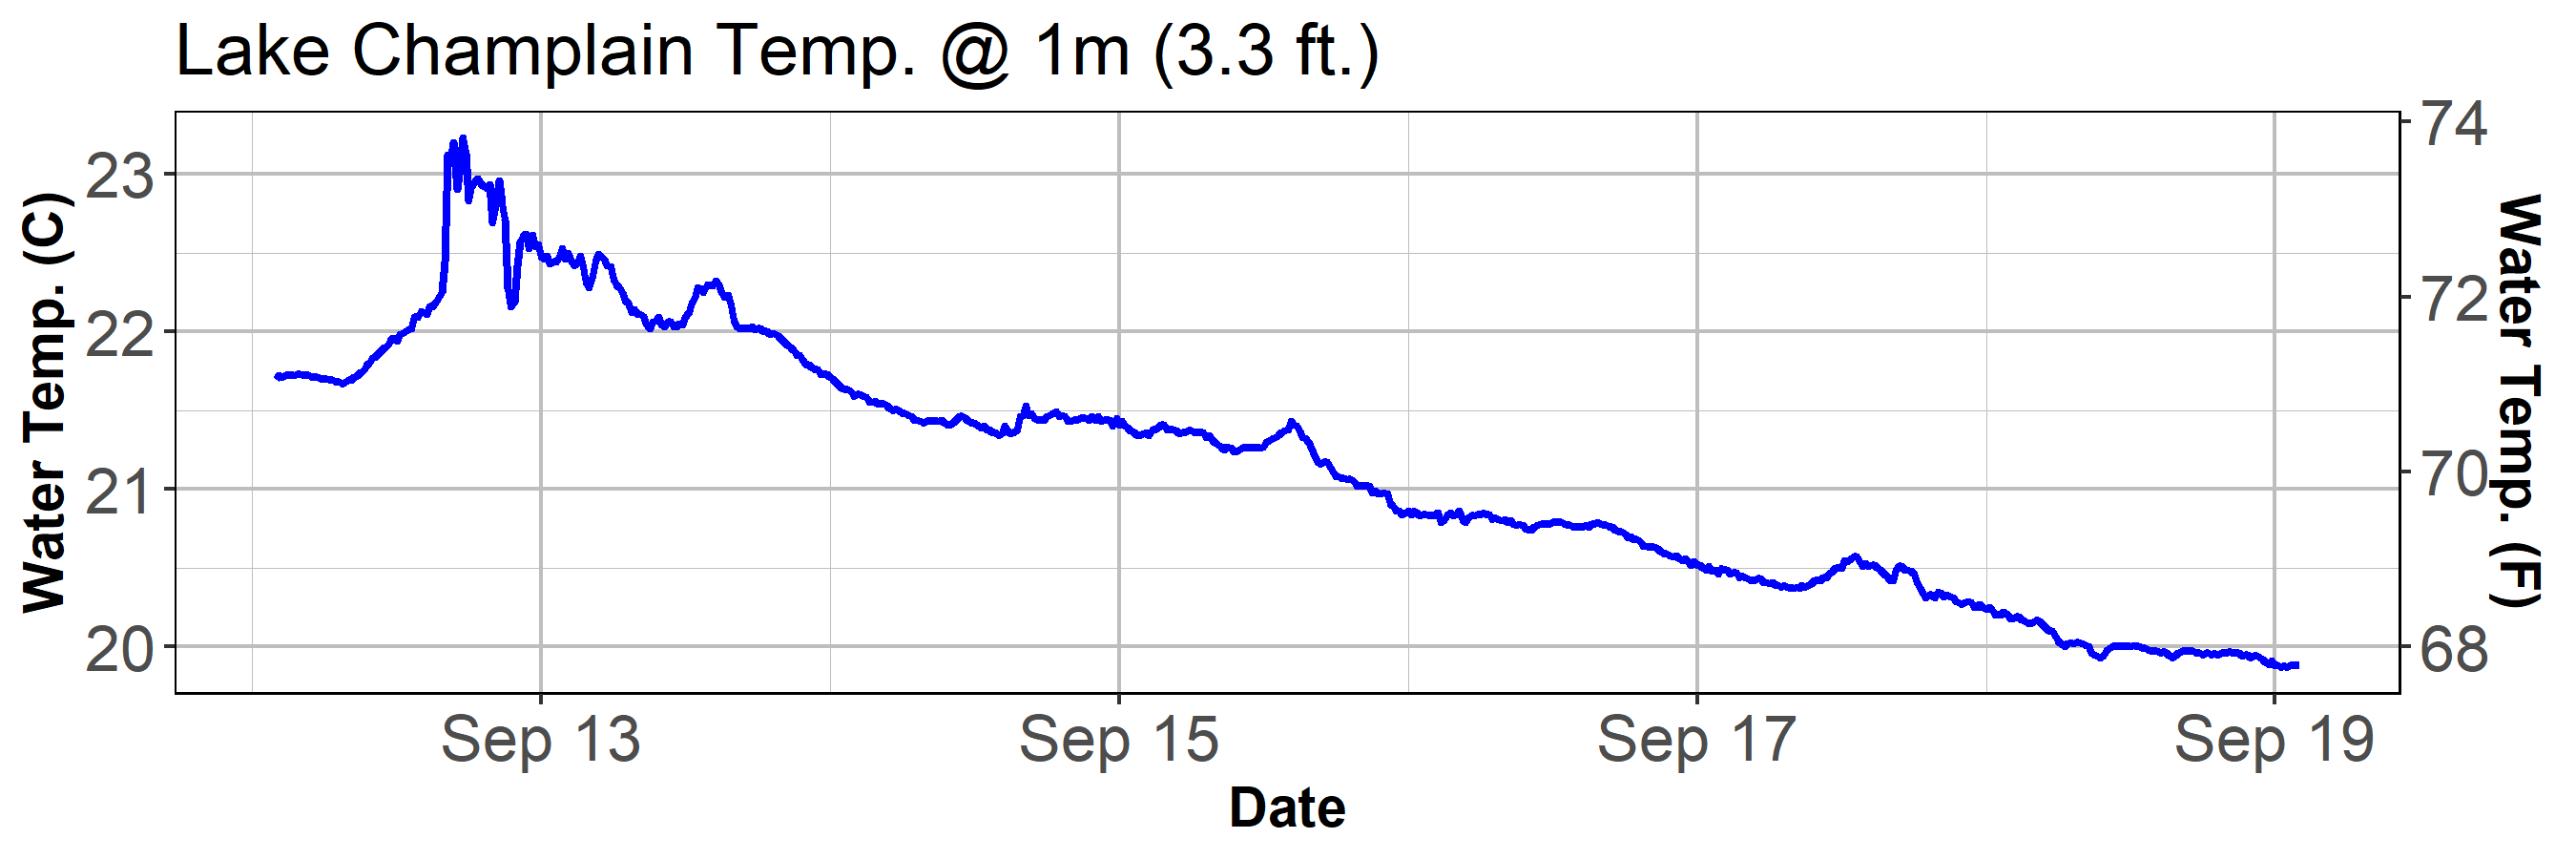 Lake Champlain Temp. @ 1m (3.3 ft.)
Water Temp. (C)
23
22
21
20
74
72
70
68
Water Temp. (F)
Sep 13 Sep 15 Sep 17 Sep 19
Date